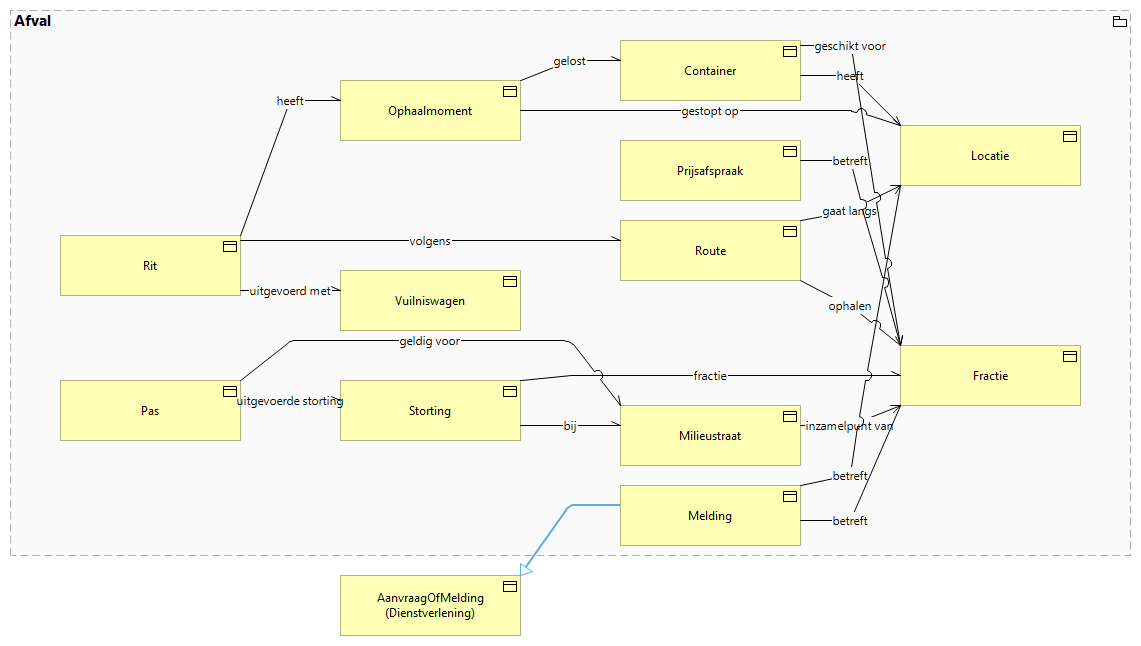 Afval
geschikt voor
gelost
Container
heeft
heeft
Ophaalmoment
gestopt op
Locatie
betreft
Prijsafspraak
gaat langs
volgens
Route
Rit
uitgevoerd met
Vuilniswagen
ophalen
geldig voor
fractie
Fractie
uitgevoerde storting
Pas
Storting
bij
Milieustraat
inzamelpunt van
betreft
Melding
betreft
AanvraagOfMelding
(Dienstverlening)